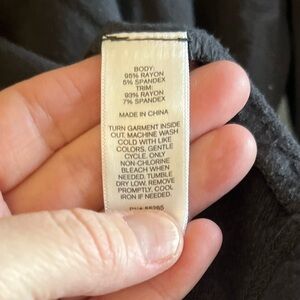 BODY:
95% RAYON
5% SPANDEX
TRIM:
93% RAYON
7% SPANDEX
MADE IN CHINA
TURN GARMENT INSIDE
OUT. MACHINE WASH
COLD WITH LIKE
COLORS, GENTLE
CYCLE. ONLY
NON-CHLORINE
BLEACH WHEN
NEEDED. TUMBLE
DRY LOW. REMOVE
PROMPTLY. COOL
IRON IF NEEDED.